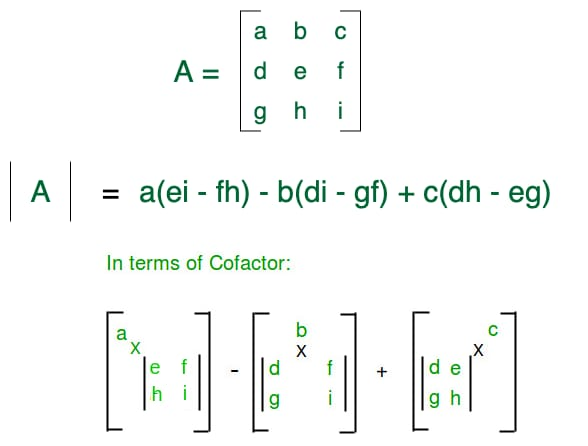 a b c
A = d e f
g h i
| A | = a(ei - fh) - b(di - gf) + c(dh - eg)
In terms of Cofactor:
a b c
x x x
e f - d f + d e
h i g i g h